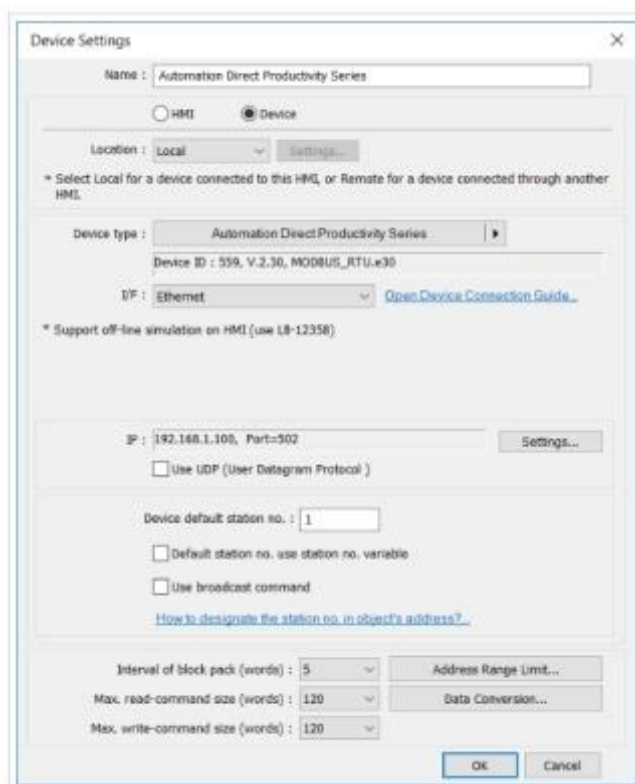 Device Settings
Name : Automation Direct Productivity Series
HMI Device
Location : Local Settings...
* Select Local for a device connected to this HMI, or Remote for a device connected through another
HMI.
Device type : Automation Direct Productivity Series
Device ID : 559, V.2.30, MODBUS_RTU.e30
I/F : Ethernet Open Device Connection Guide...
* Support off-line simulation on HMI (use LB-12358)
IP : 192.168.1.100, Port=502 Settings...
Use UDP (User Datagram Protocol )
Device default station no. : 1
Default station no. use station no. variable
Use broadcast command
How to designate the station no. in object's address?...
Interval of block pack (words) : 5 Address Range Limit...
Max. read-command size (words) : 120 Data Conversion...
Max. write-command size (words) : 120
OK Cancel